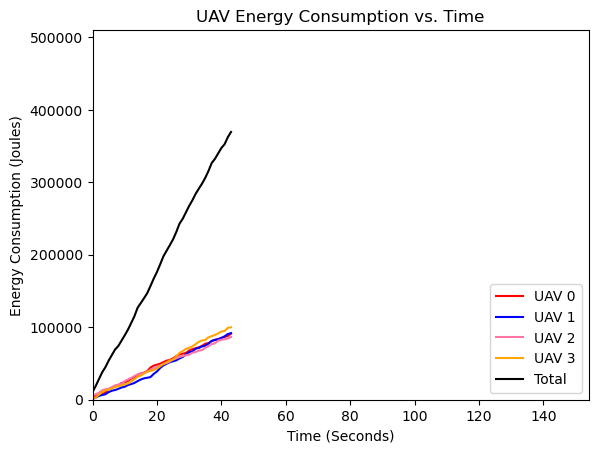 UAV Energy Consumption vs. Time
500000
400000
300000
200000
100000
0
Energy Consumption (Joules)
0 20 40 60 80 100 120 140
Time (Seconds)
UAV 0
UAV 1
UAV 2
UAV 3
Total